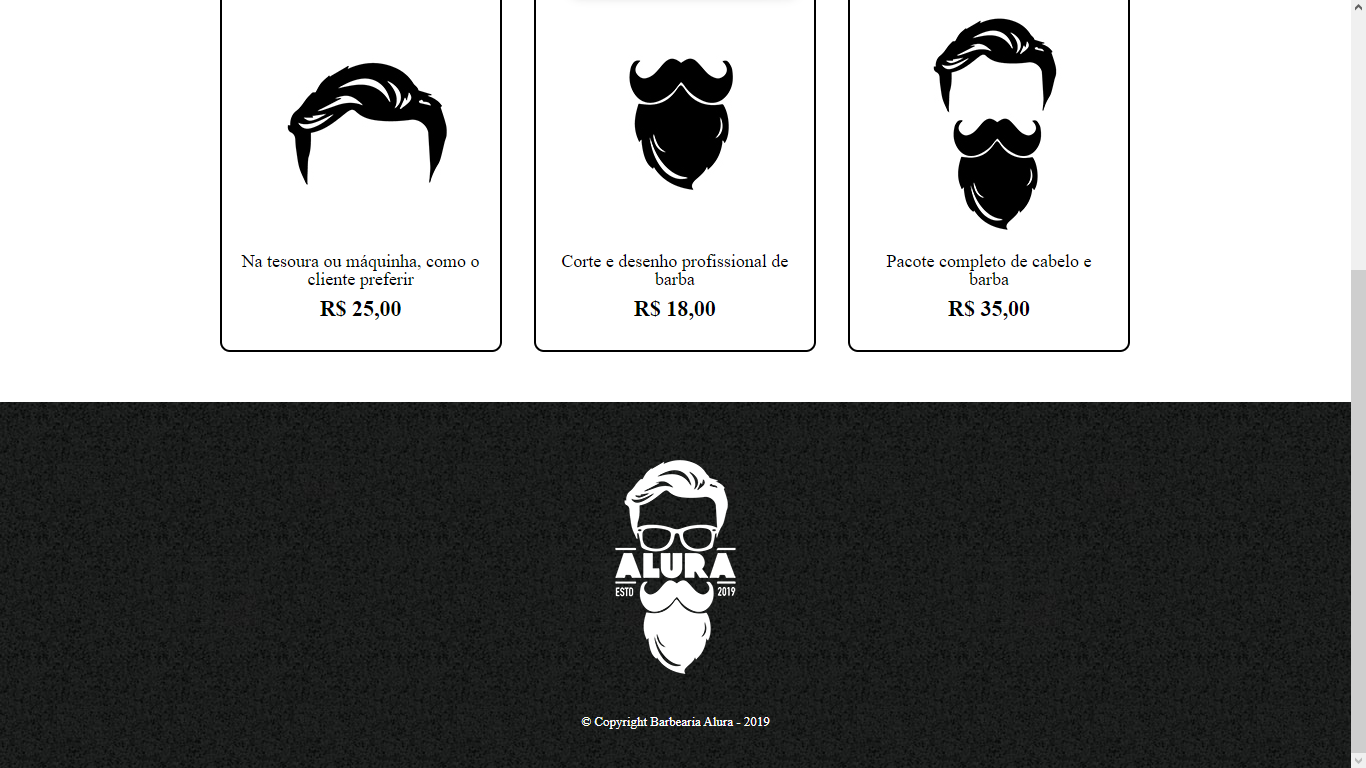 Na tesoura ou máquinha, como o
cliente preferir
R$ 25,00
Corte e desenho profissional de
barba
R$ 18,00
Pacote completo de cabelo e
barba
R$ 35,00
ALURA
ESTD 2019
© Copyright Barbearia Alura - 2019